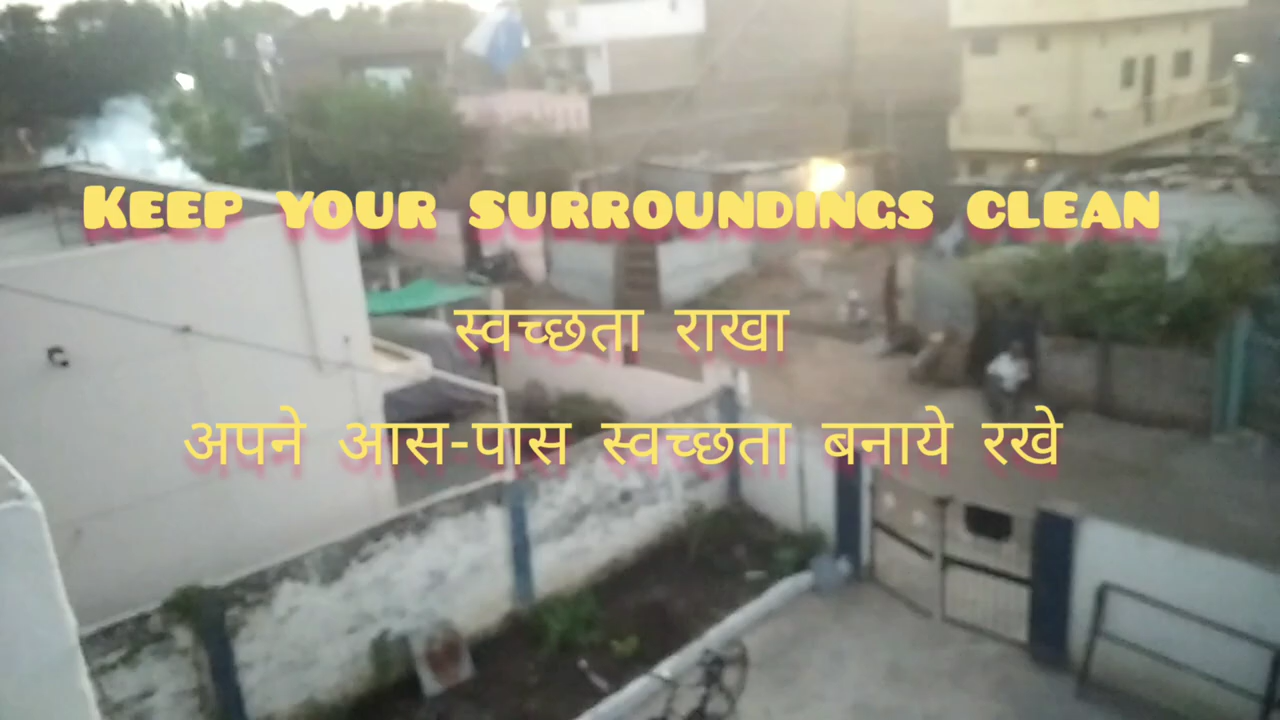 Keep your surroundings clean
स्वच्छता राखा
अपने आस-पास स्वच्छता बनाये रखे